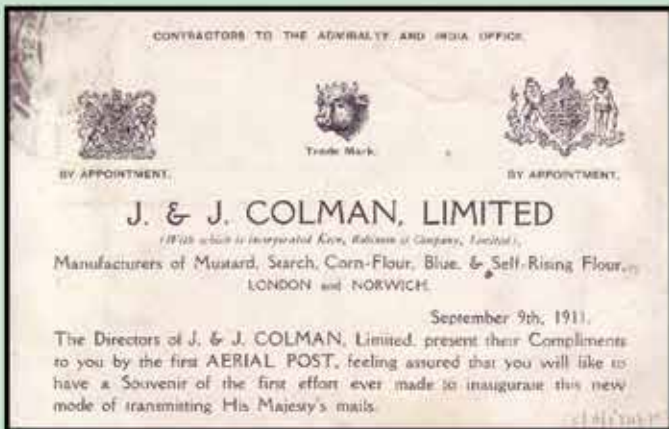 CONTRACTORS TO THE ADMIRALTY AND INDIA OFFICE.
Trade Mark.
BY APPOINTMENT.
BY APPOINTMENT.
J. & J. COLMAN, LIMITED
(With which is incorporated Keen, Robinson & Company, Limited),
Manufacturers of Mustard, Starch, Corn-Flour, Blue, & Self-Rising Flour,
LONDON and NORWICH.
September 9th, 1911.
The Directors of J. & J. COLMAN, Limited, present their Compliments
to you by the first AERIAL POST, feeling assured that you will like to
have a Souvenir of the first effort ever made to inaugurate this new
mode of transmitting His Majesty's mails.